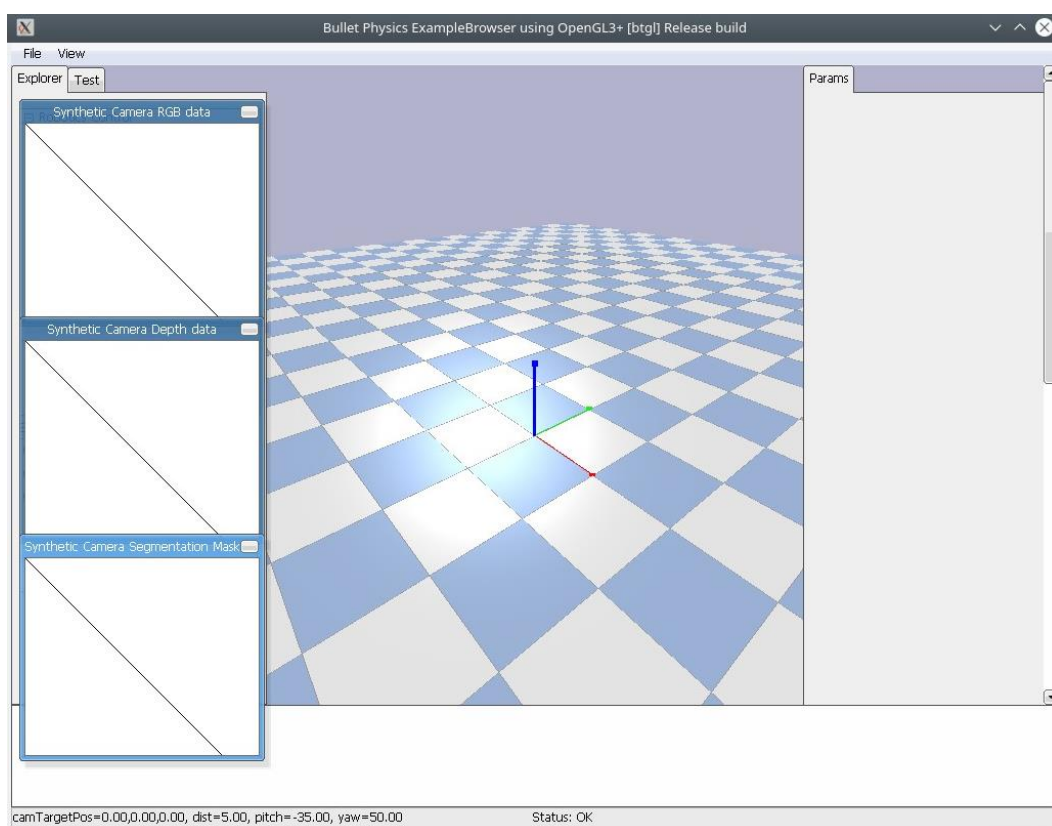 Bullet Physics ExampleBrowser using OpenGL3+ [btgl] Release build
File View
Explorer Test
Params
Synthetic Camera RGB data
Synthetic Camera Depth data
Synthetic Camera Segmentation Mask
camTargetPos=0.00,0.00,0.00, dist=5.00, pitch=-35.00, yaw=50.00 Status: OK